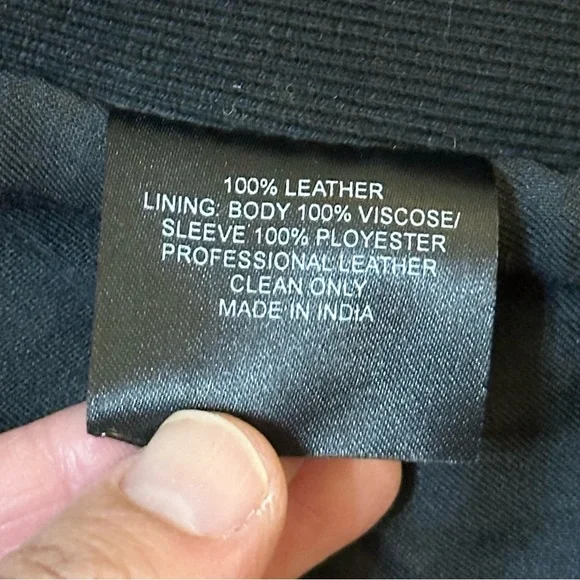 100% LEATHER
LINING: BODY 100% VISCOSE/
SLEEVE 100% PLOYESTER
PROFESSIONAL LEATHER
CLEAN ONLY
MADE IN INDIA